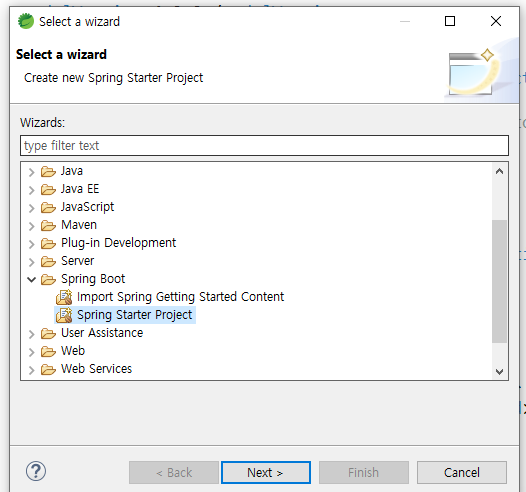 Select a wizard
Select a wizard
Create new Spring Starter Project
Wizards:
type filter text
Java
Java EE
JavaScript
Maven
Plug-in Development
Server
Spring Boot
Import Spring Getting Started Content
Spring Starter Project
User Assistance
Web
Web Services
?
< Back
Next >
Finish
Cancel